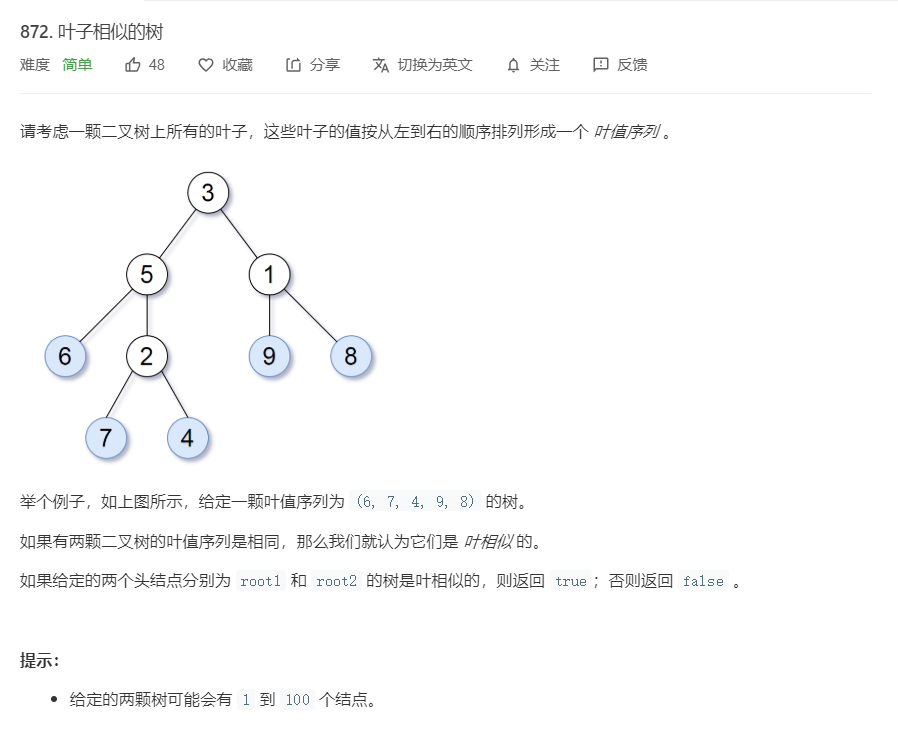 872. 叶子相似的树
难度 简单 48 收藏 分享 切换为英文 关注 反馈
请考虑一颗二叉树上所有的叶子，这些叶子的值按从左到右的顺序排列形成一个 叶值序列 。
3
5 1
6 2 9 8
7 4
举个例子，如上图所示，给定一颗叶值序列为 (6, 7, 4, 9, 8) 的树。
如果有两颗二叉树的叶值序列是相同，那么我们就认为它们是 叶相似 的。
如果给定的两个头结点分别为 root1 和 root2 的树是叶相似的，则返回 true；否则返回 false 。
提示：
• 给定的两颗树可能会有 1 到 100 个结点。